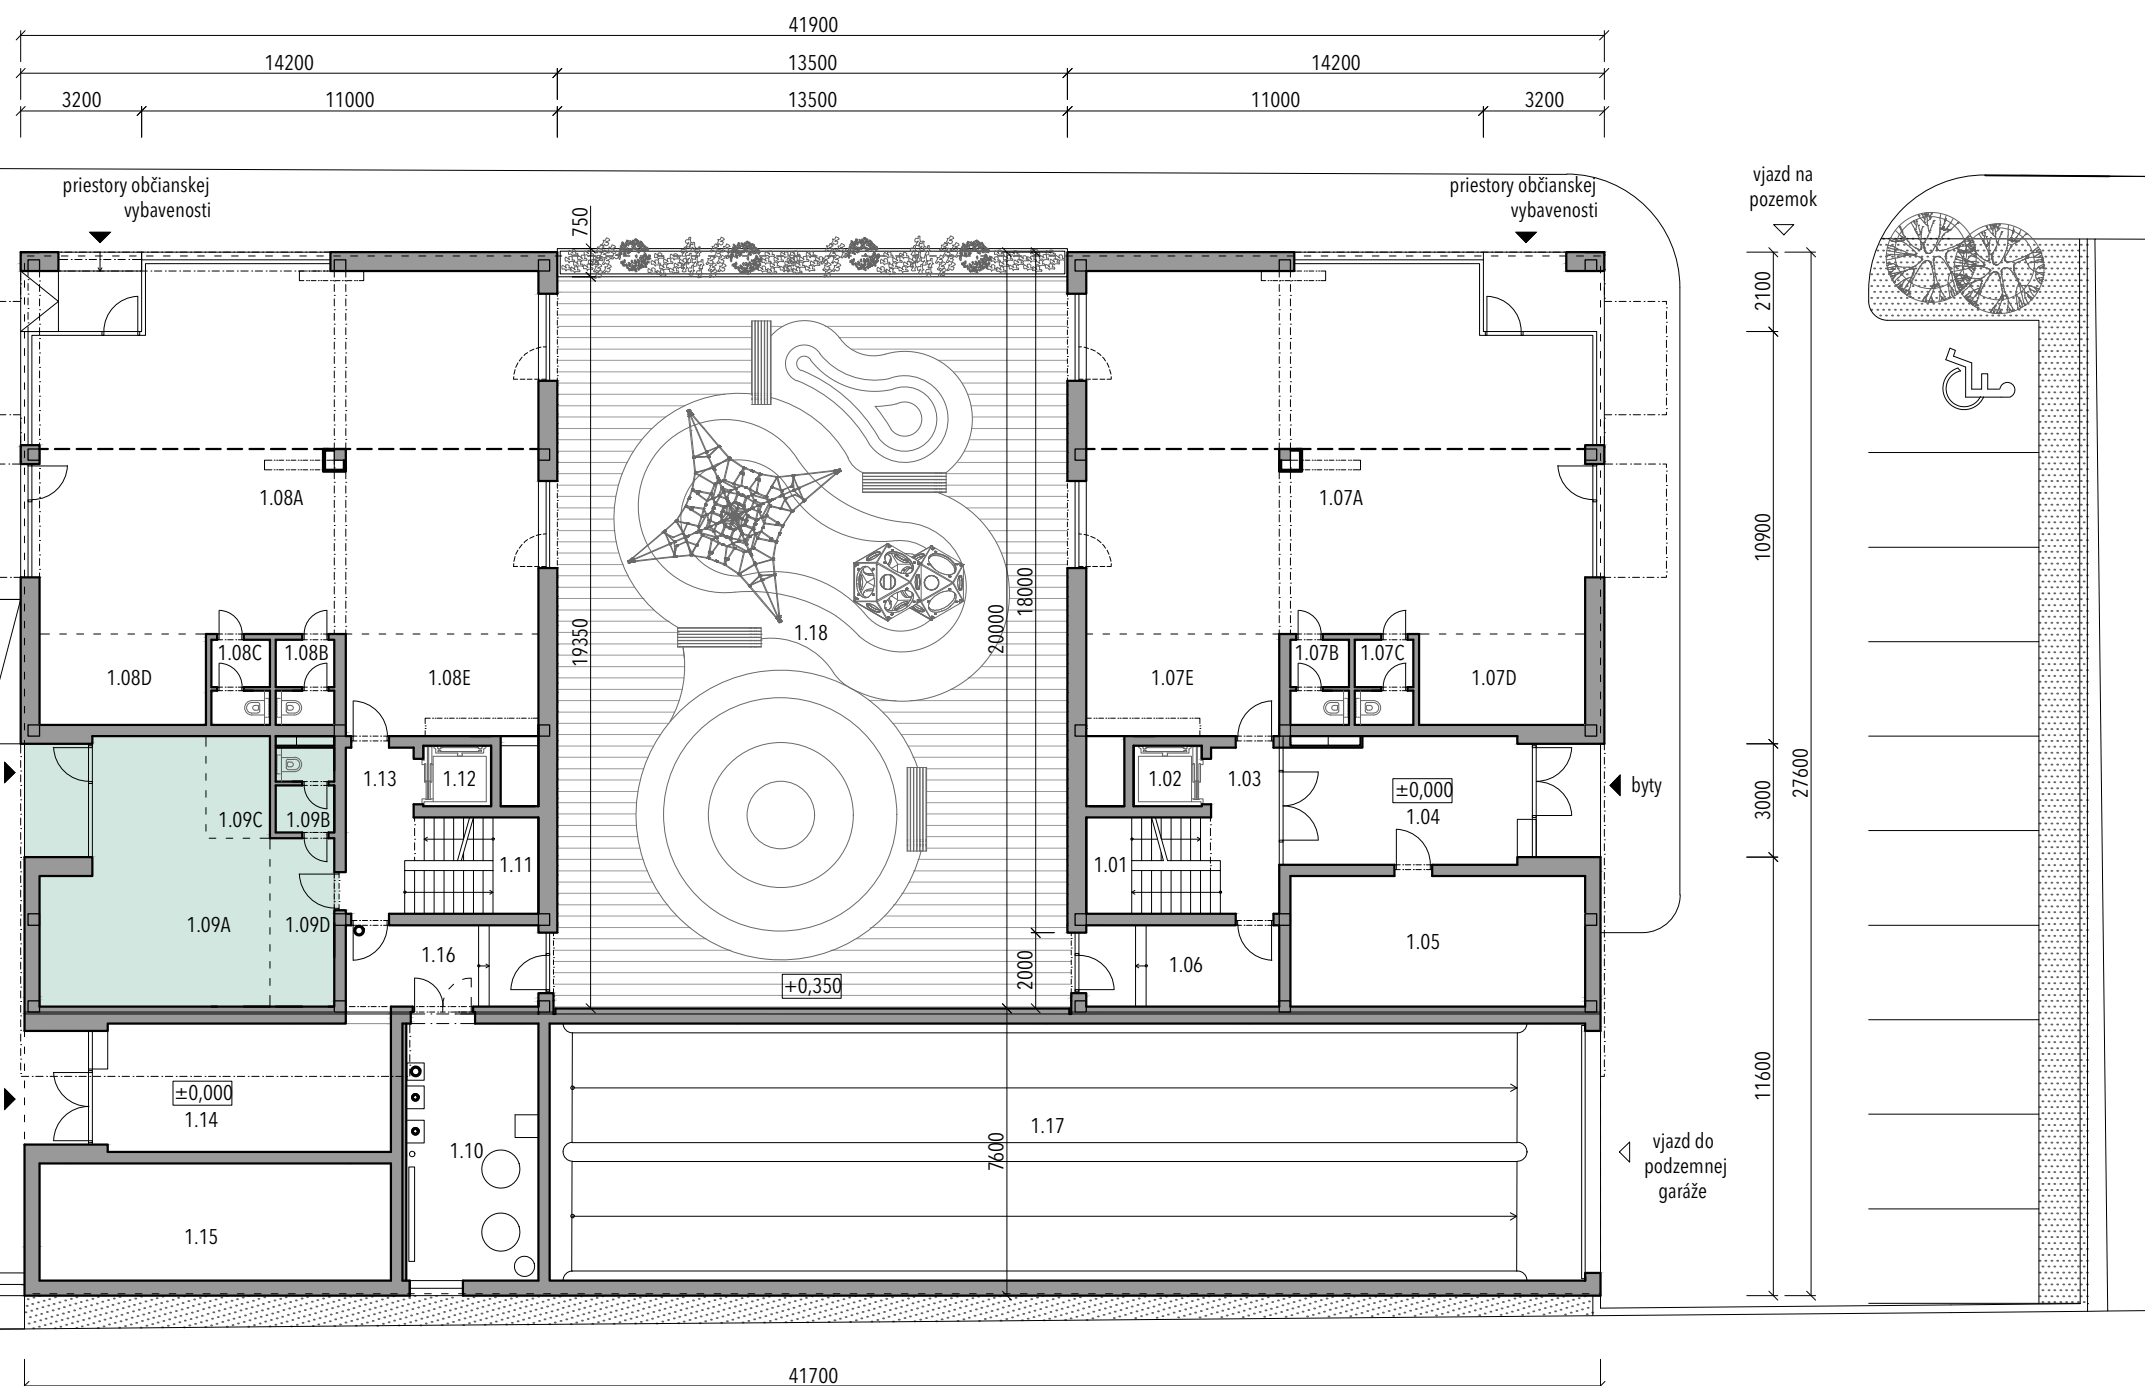 41900
14200
13500
14200
3200
11000
13500
11000
3200
priestory občianskej
vybavenosti
750
priestory občianskej
vybavenosti
vjazd na
pozemok
2100
1.08A
1.07A
10900
18000
20000
19350
1.18
1.08C
1.08B
1.08D
1.08E
1.07B
1.07C
1.07E
1.07D
1.13
1.12
1.02
1.03
±0,000
1.04
byty
3000
27600
1.09C
1.09B
1.11
1.01
1.09A
1.09D
1.16
1.06
1.05
2000
+0,350
±0,000
1.14
1.10
1.17
7600
11600
vjazd do
podzemnej
garáže
1.15
41700